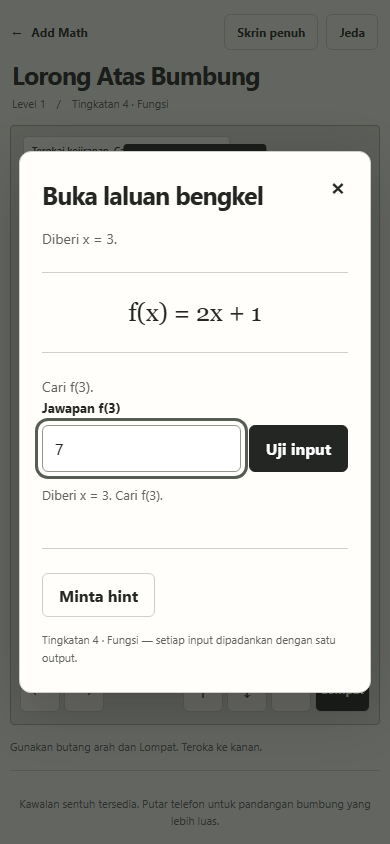 ← Add Math
Skrin penuh
Jeda
Lorong Atas Bumbung
Level 1 / Tingkatan 4 · Fungsi
Buka laluan bengkel
×
Diberi x = 3.
f(x) = 2x + 1
Cari f(3).
Jawapan f(3)
7
Uji input
Diberi x = 3. Cari f(3).
Minta hint
Tingkatan 4 · Fungsi — setiap input dipadankan dengan satu
output.
Gunakan butang arah dan Lompat. Teroka ke kanan.
Kawalan sentuh tersedia. Putar telefon untuk pandangan bumbung yang
lebih luas.